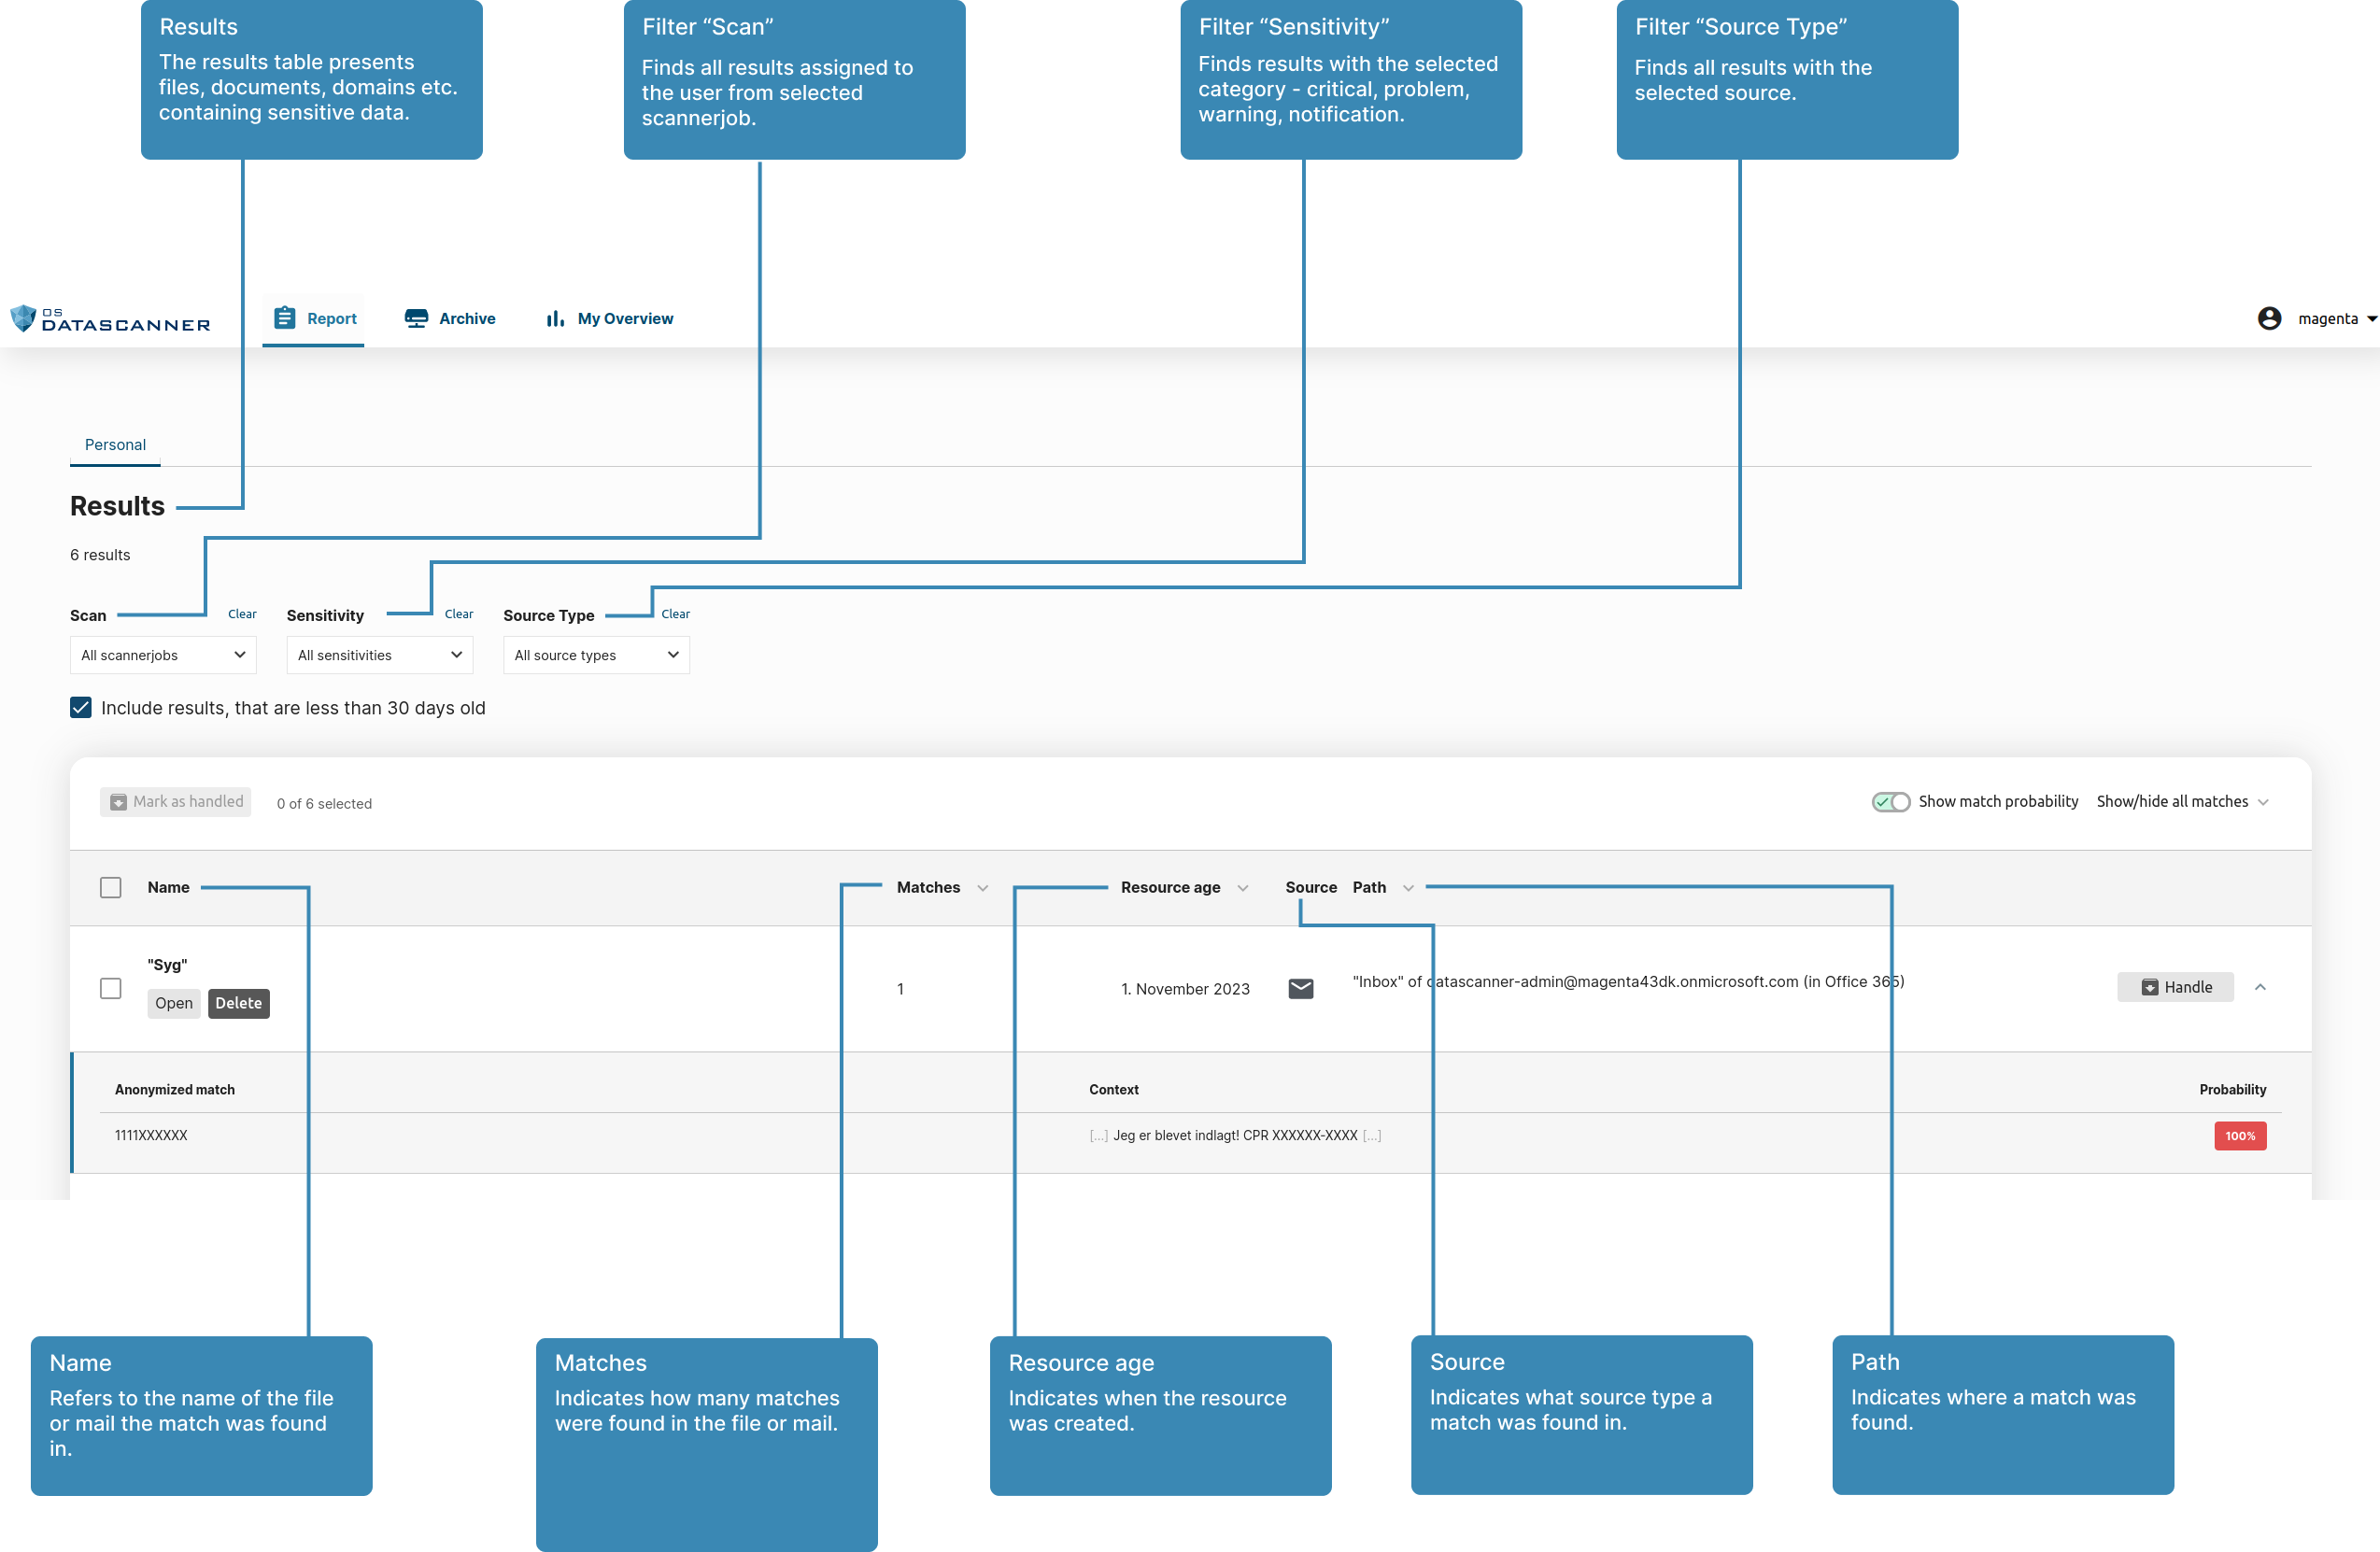 Results
The results table presents
files, documents, domains etc.
containing sensitive data.
Filter “Scan”
Finds all results assigned to
the user from selected
scannerjob.
Filter “Sensitivity”
Finds results with the selected
category - critical, problem,
warning, notification.
Filter “Source Type”
Finds all results with the
selected source.
OS
DATASCANNER
Report
Archive
My Overview
magenta
Personal
Results
6 results
Scan Clear Sensitivity Clear Source Type Clear
All scannerjobs All sensitivities All source types
Include results, that are less than 30 days old
Mark as handled 0 of 6 selected Show match probability Show/hide all matches
Name Matches Resource age Source Path
"Syg"
Open Delete 1 1. November 2023 "Inbox" of datascanner-admin@magenta43dk.onmicrosoft.com (in Office 365) Handle
Anonymized match Context Probability
1111XXXXXX [...] Jeg er blevet indlagt! CPR XXXXXX-XXXX [...] 100%
Name
Refers to the name of the file
or mail the match was found
in.
Matches
Indicates how many matches
were found in the file or mail.
Resource age
Indicates when the resource
was created.
Source
Indicates what source type a
match was found in.
Path
Indicates where a match was
found.